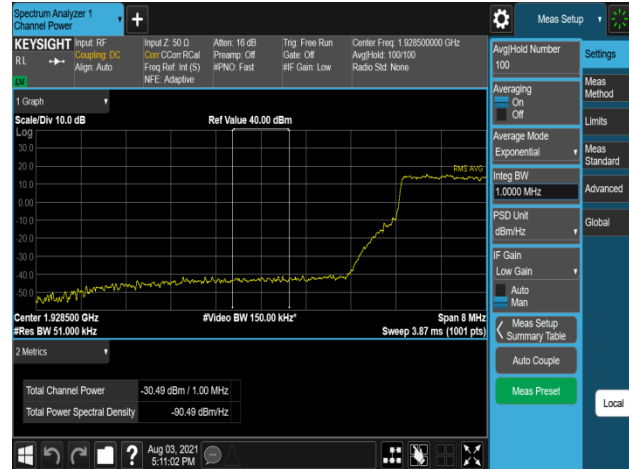 Spectrum Analyzer 1
Channel Power
+
Meas Setup
KEYSIGHT
RL
LW
Input: RF
Coupling: DC
Align: Auto
Input Z: 50 Ω
Corr CCorr RCal
Freq Ref: Int (S)
NFE: Adaptive
Atten: 16 dB
Preamp: Off
#PNO: Fast
Trig: Free Run
Gate: Off
#IF Gain: Low
Center Freq: 1.928500000 GHz
Avg|Hold: 100/100
Radio Std: None
1 Graph
Scale/Div 10.0 dB
Ref Value 40.00 dBm
Log
30.0
20.0
10.0
0.00
-10.0
-20.0
-30.0
-40.0
-50.0
RMS AVG
Center 1.928500 GHz
#Video BW 150.00 kHz*
Span 8 MHz
#Res BW 51.000 kHz
Sweep 3.87 ms (1001 pts)
2 Metrics
Total Channel Power -30.49 dBm / 1.00 MHz
Total Power Spectral Density -90.49 dBm/Hz
?
Aug 03, 2021
5:11:02 PM
Avg|Hold Number
100
Averaging
On
Off
Average Mode
Exponential
Integ BW
1.0000 MHz
PSD Unit
dBm/Hz
IF Gain
Low Gain
Auto
Man
Meas Setup
Summary Table
Auto Couple
Meas Preset
Settings
Meas
Method
Limits
Meas
Standard
Advanced
Global
Local